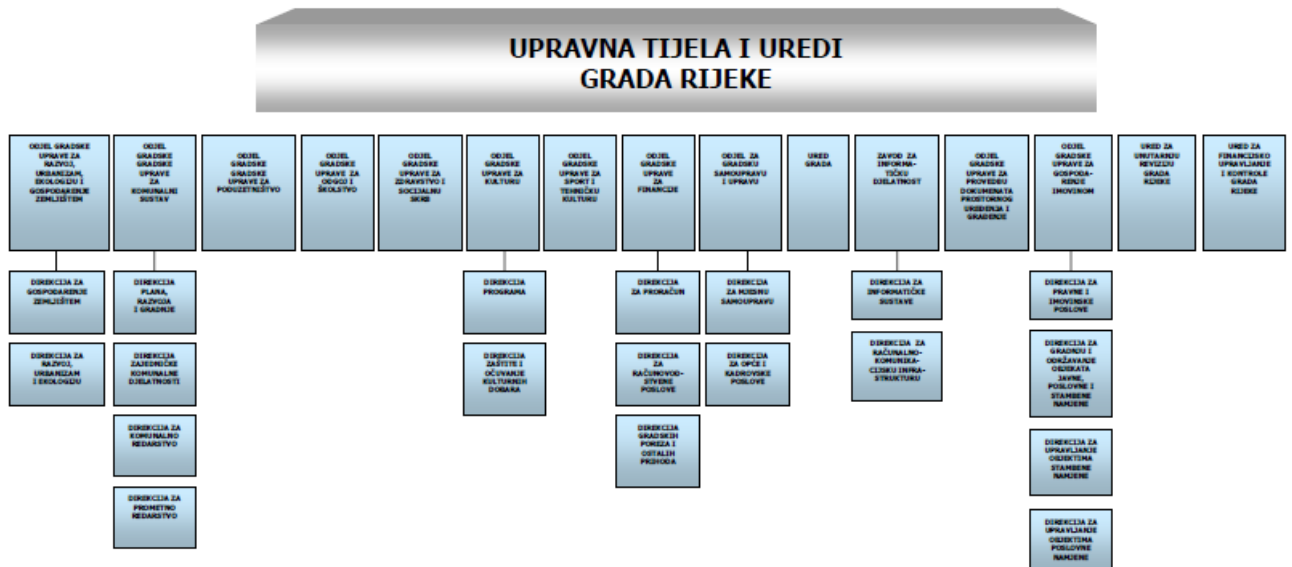 UPRAVNA TIJELA I UREDI
GRADA RIJEKE
ODJEL GRADSKE
UPRAVE ZA
RAZVOJ,
URBANIZAM,
EKOLOGIJU I
GOSPODARENJE
ZEMLJIŠTEM
ODJEL
GRADSKE
GRADSKE
UPRAVE
ZA
KOMUNALNI
SUSTAV
ODJEL
GRADSKE
GRADSKE
UPRAVE ZA
PODUZETNIŠTVO
ODJEL
GRADSKE
UPRAVE ZA
ODGOJ I
ŠKOLSTVO
ODJEL
GRADSKE
UPRAVE ZA
ZDRAVSTVO I
SOCIJALNU
SKRB
ODJEL
GRADSKE
UPRAVE ZA
KULTURU
ODJEL
GRADSKE
UPRAVE ZA
SPORT I
TEHNIČKU
KULTURU
ODJEL
GRADSKE
UPRAVE
ZA
FINANCIJE
ODJEL ZA
GRADSKU
SAMOUPRAVU
I UPRAVU
URED
GRADA
ZAVOD ZA
INFORMA-
TIČKU
DJELATNOST
ODJEL
GRADSKE
UPRAVE ZA
PROVEDBU
DOKUMENATA
PROSTORNOG
UREĐENJA I
GRAĐENJE
ODJEL
GRADSKE
UPRAVE ZA
GOSPODA-
RENJE
IMOVINOM
URED ZA
UNUTARNJU
REVIZIJU
GRADA
RIJEKE
URED ZA
FINANCIJSKO
UPRAVLJANJE
I KONTROLE
GRADA
RIJEKE
DIREKCIJA ZA
GOSPODARENJE
ZEMLJIŠTEM
DIREKCIJA ZA
RAZVOJ,
URBANIZAM
I EKOLOGIJU
DIREKCIJA
PLANA,
RAZVOJA
I GRADNJE
DIREKCIJA
ZAJEDNIČKE
KOMUNALNE
DJELATNOSTI
DIREKCIJA ZA
KOMUNALNO
REDARSTVO
DIREKCIJA ZA
PROMETNO
REDARSTVO
DIREKCIJA
PROGRAMA
DIREKCIJA
ZAŠTITE I
OČUVANJE
KULTURNIH
DOBARA
DIREKCIJA
ZA PRORAČUN
DIREKCIJA
ZA
RAČUNOVOD-
STVENE
POSLOVE
DIREKCIJA
GRADSKIH
POREZA I
OSTALIH
PRIHODA
DIREKCIJA
ZA MJESNU
SAMOUPRAVU
DIREKCIJA
ZA OPĆE I
KADROVSKE
POSLOVE
DIREKCIJA ZA
INFORMATIČKE
SUSTAVE
DIREKCIJA ZA
RAČUNALNO-
KOMUNIKA-
CIJSKU INFRA-
STRUKTURU
DIREKCIJA ZA
PRAVNE I
IMOVINSKE
POSLOVE
DIREKCIJA ZA
GRADNJU I
ODRŽAVANJE
OBJEKATA
JAVNE,
POSLOVNE I
STAMBENE
NAMJENE
DIREKCIJA ZA
UPRAVLJANJE
OBJEKTIMA
STAMBENE
NAMJENE
DIREKCIJA ZA
UPRAVLJANJE
OBJEKTIMA
POSLOVNE
NAMJENE